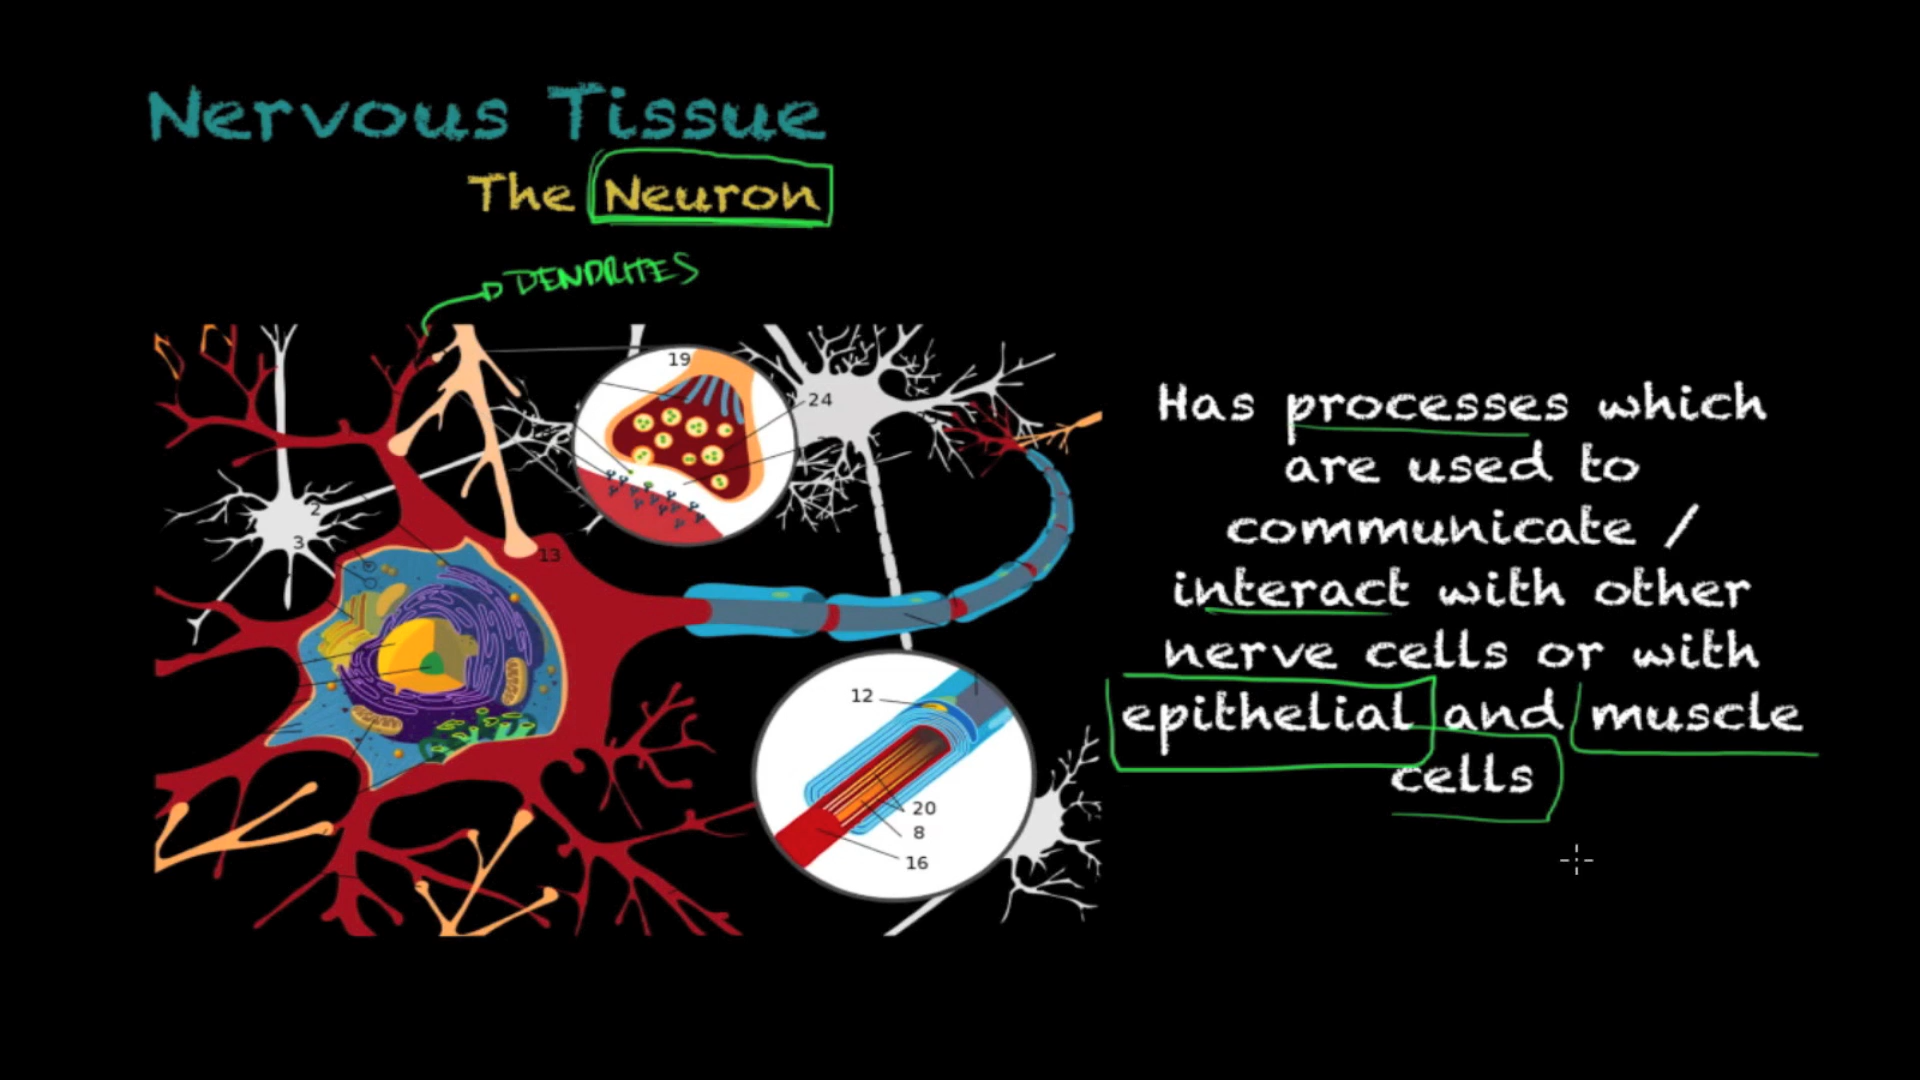 Nervous Tissue
The Neuron
DENDRITES
19
24
2
3
13
12
20
8
16
Has processes which
are used to
communicate /
interact with other
nerve cells or with
epithelial and muscle
cells